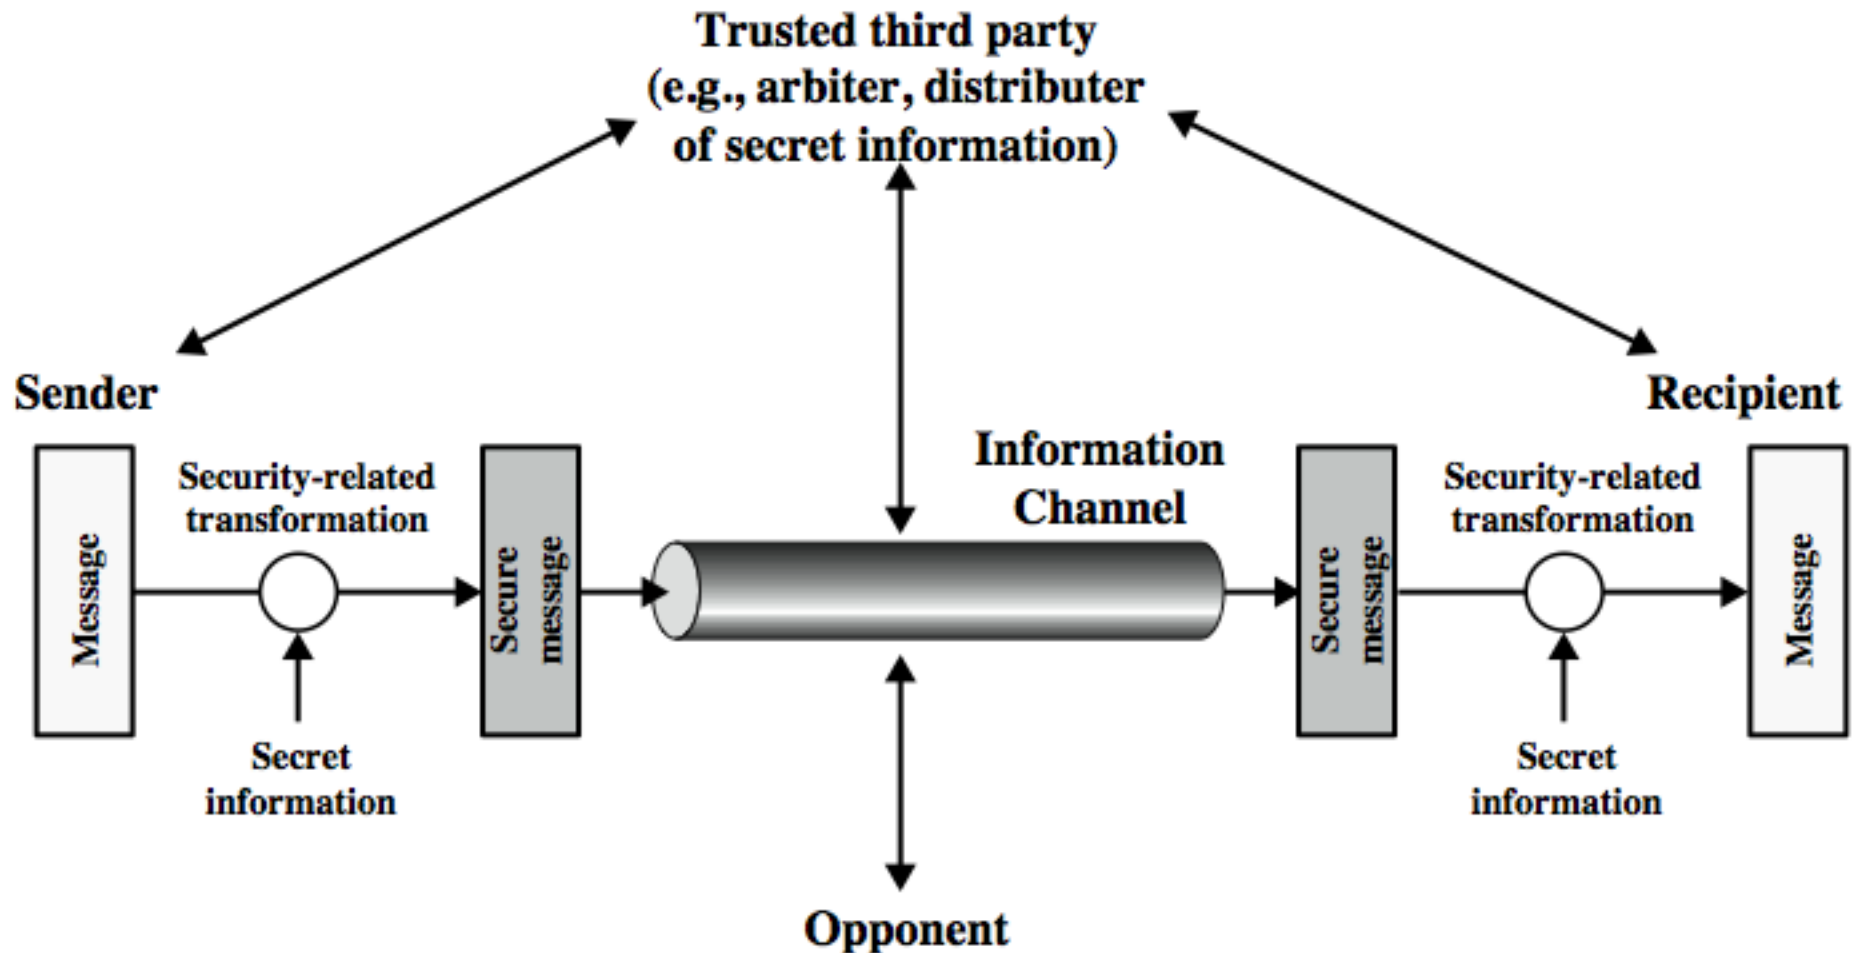 Trusted third party
(e.g., arbiter, distributer
of secret information)
Sender
Recipient
Information
Channel
Security-related
transformation
Security-related
transformation
Message
Secure
message
Secure
message
Message
Secret
information
Secret
information
Opponent